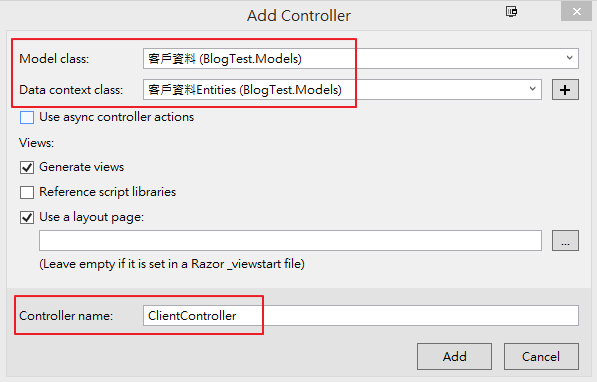 Add Controller
Model class: 客戶資料 (BlogTest.Models)
Data context class: 客戶資料Entities (BlogTest.Models) +
Use async controller actions
Views:
Generate views
Reference script libraries
Use a layout page:
...
(Leave empty if it is set in a Razor _viewstart file)
Controller name: ClientController
Add Cancel